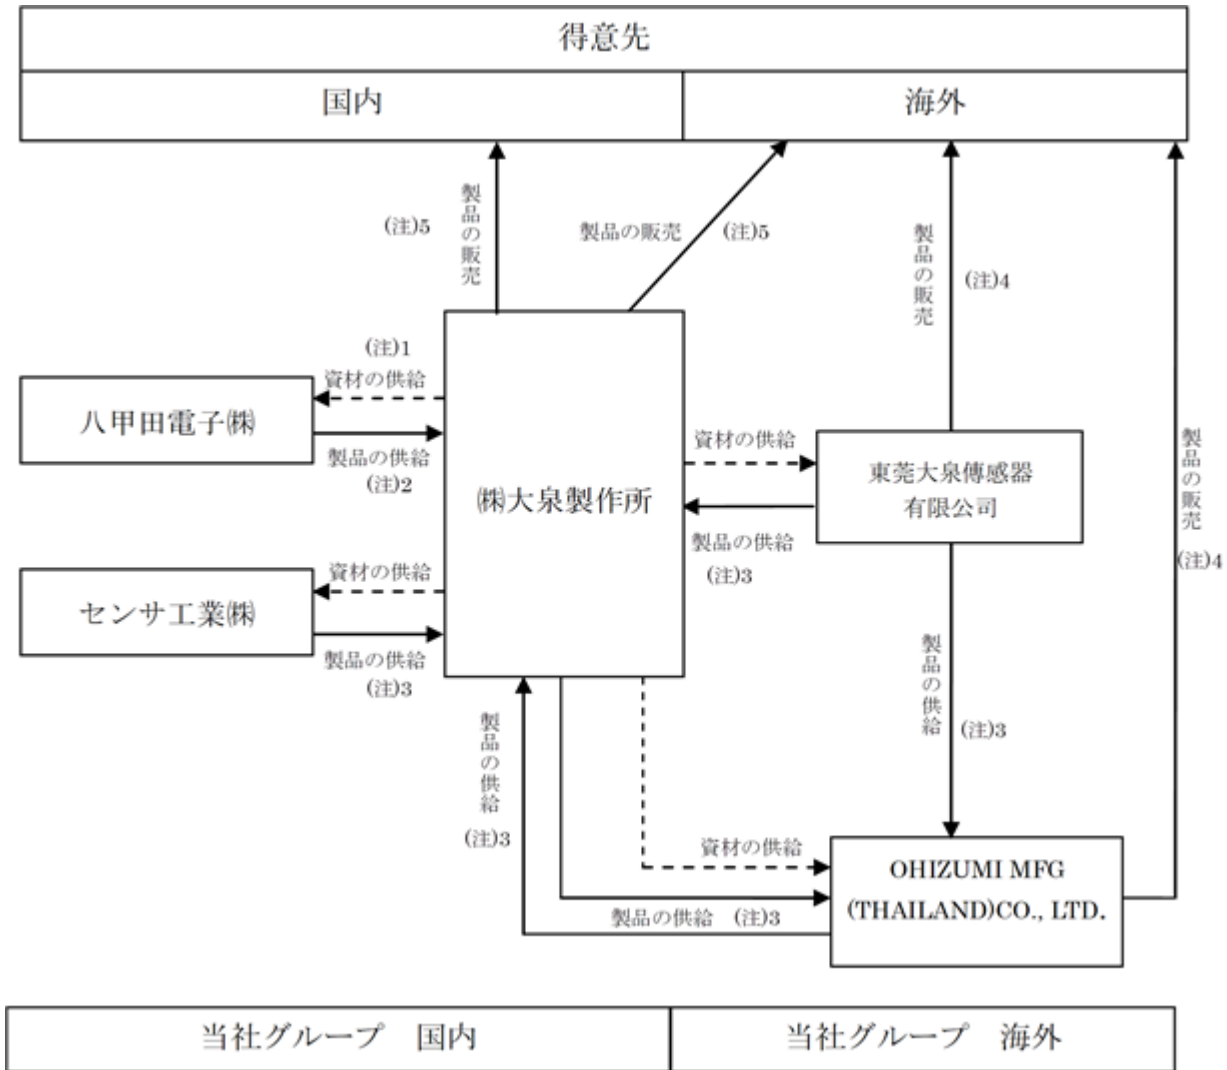 得意先
国内
海外
製品の販売
(注)5
製品の販売
(注)5
製品の販売
(注)4
製品の販売
(注)4
(注)1
資材の供給
八甲田電子㈱
製品の供給
(注)2
㈱大泉製作所
資材の供給
東莞大泉傳感器
有限公司
製品の供給
(注)3
資材の供給
センサ工業㈱
製品の供給
(注)3
製品の供給
(注)3
製品の供給
(注)3
資材の供給
OHIZUMI MFG
(THAILAND)CO., LTD.
製品の供給 (注)3
当社グループ 国内
当社グループ 海外